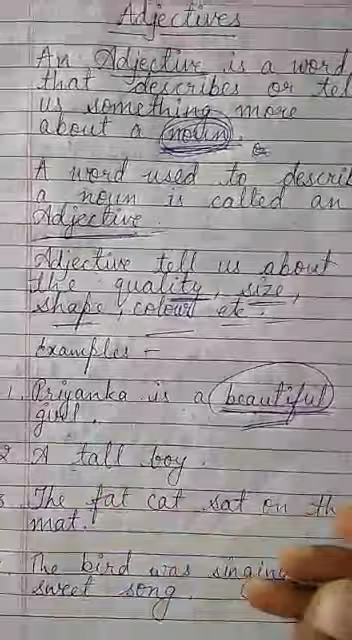 Adjectives
An Adjective is a word
that describes or tel
us something more
about a noun.
or
A word used to describ
a noun is called an
Adjective.
Adjective tell us about
the quality, size,
shape, colour etc.
Examples -
1. Priyanka is a beautiful
girl.
2 A tall boy.
3 The fat cat sat on th
mat.
The bird was singing
sweet song.